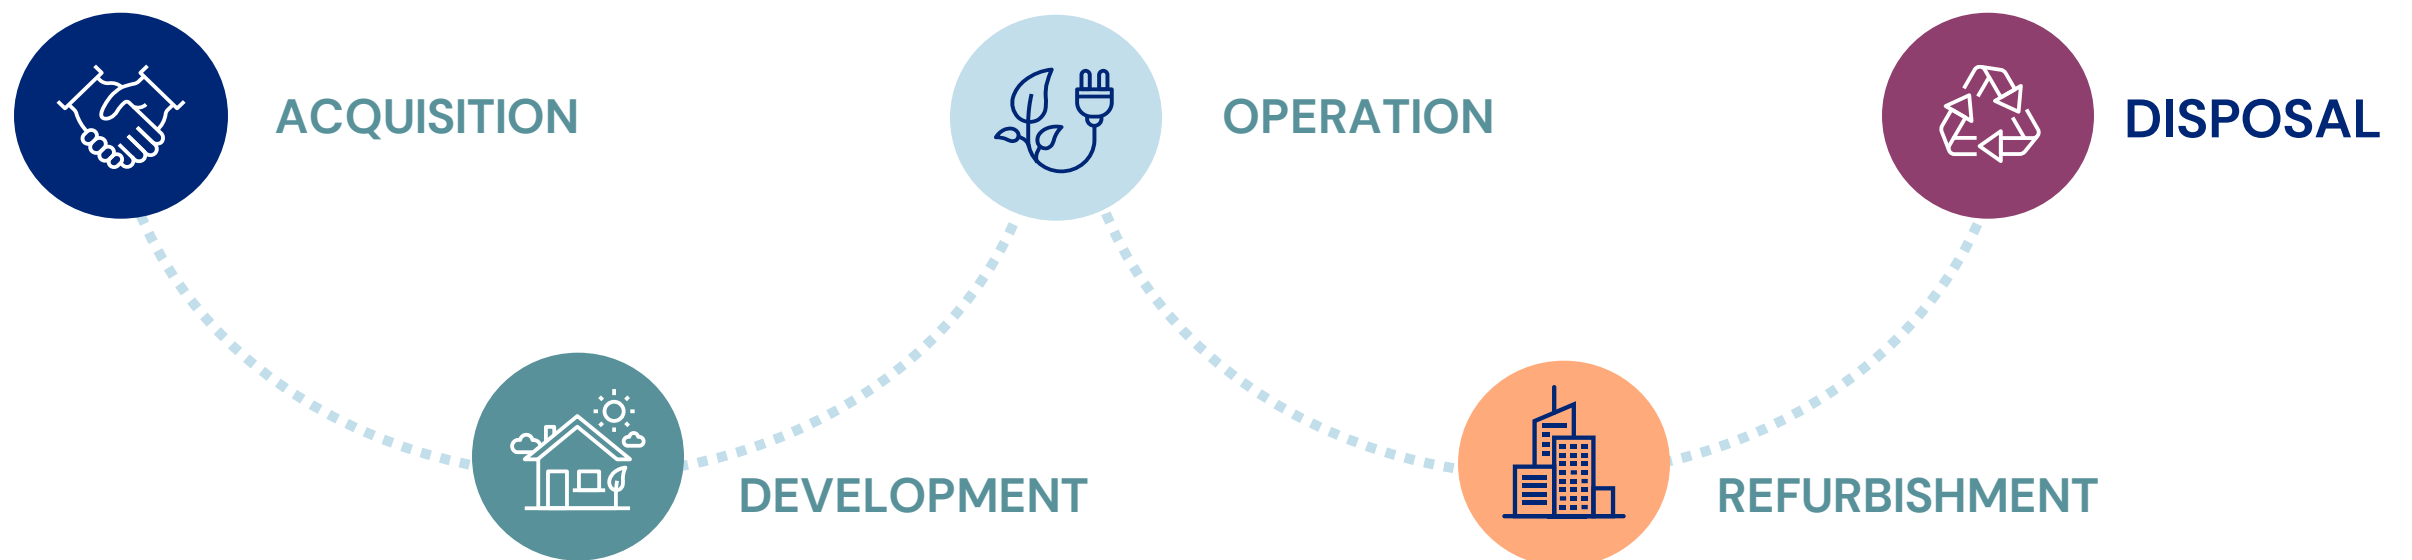 ACQUISITION
DEVELOPMENT
OPERATION
REFURBISHMENT
DISPOSAL